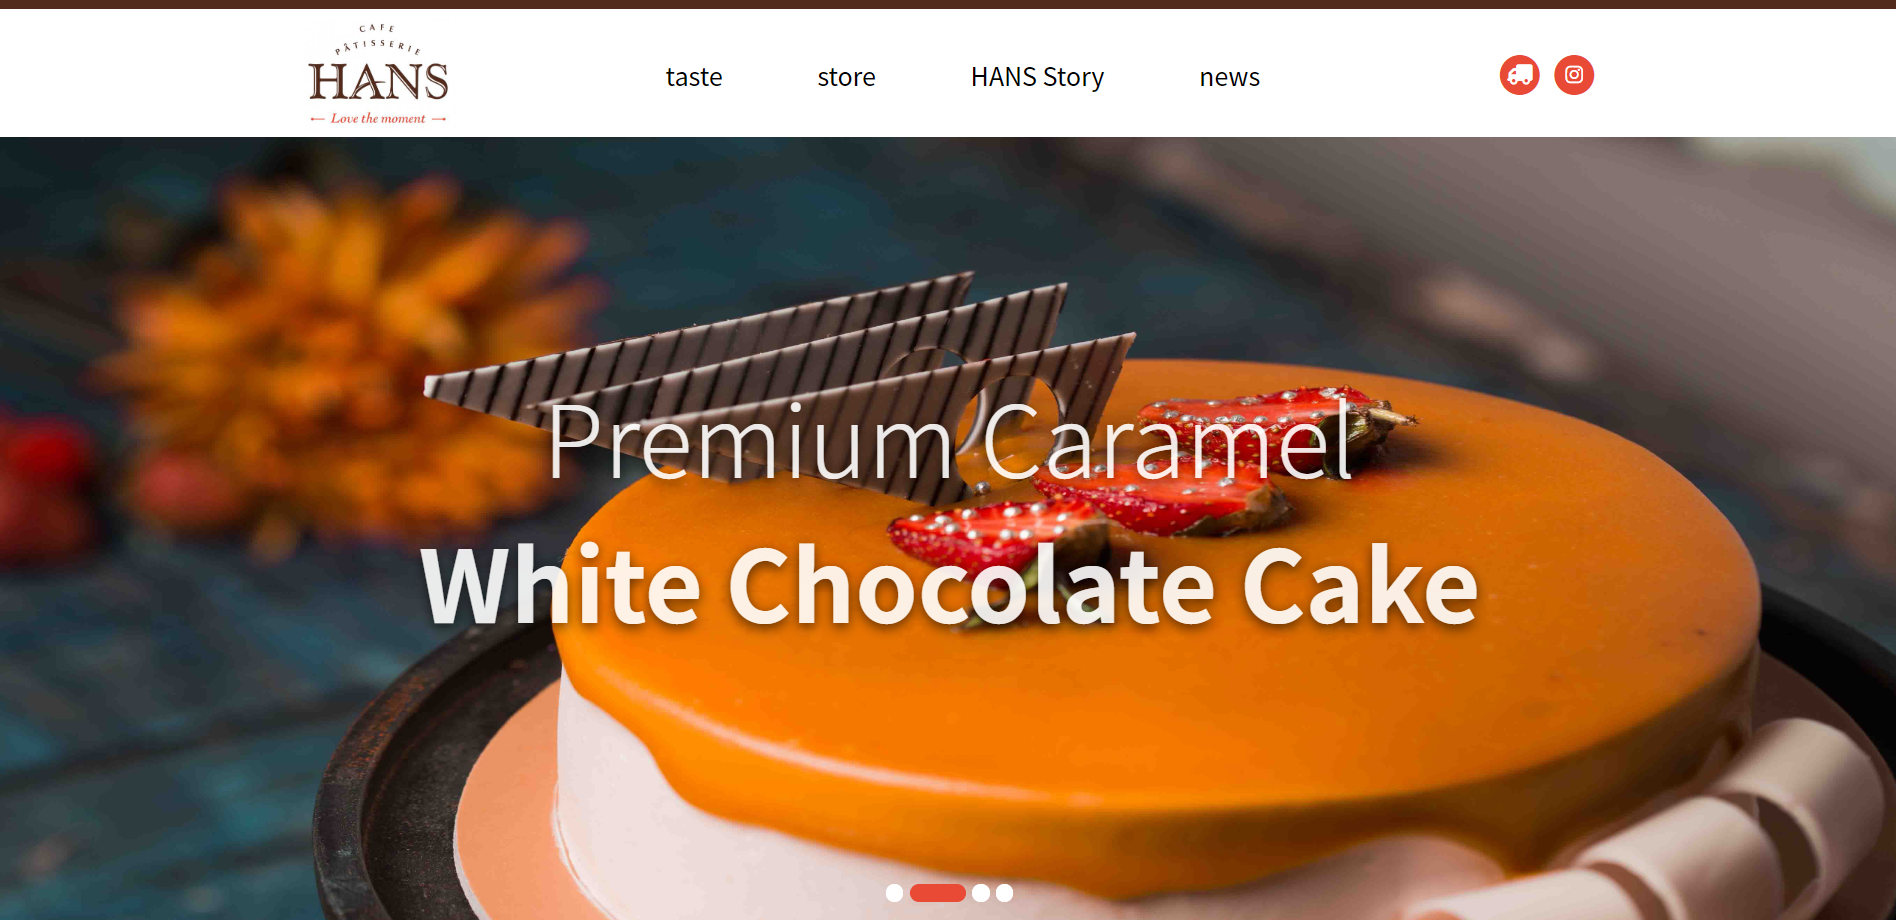 CAFE
PÂTISSERIE
HANS
Love the moment
taste
store
HANS Story
news
Premium Caramel
White Chocolate Cake